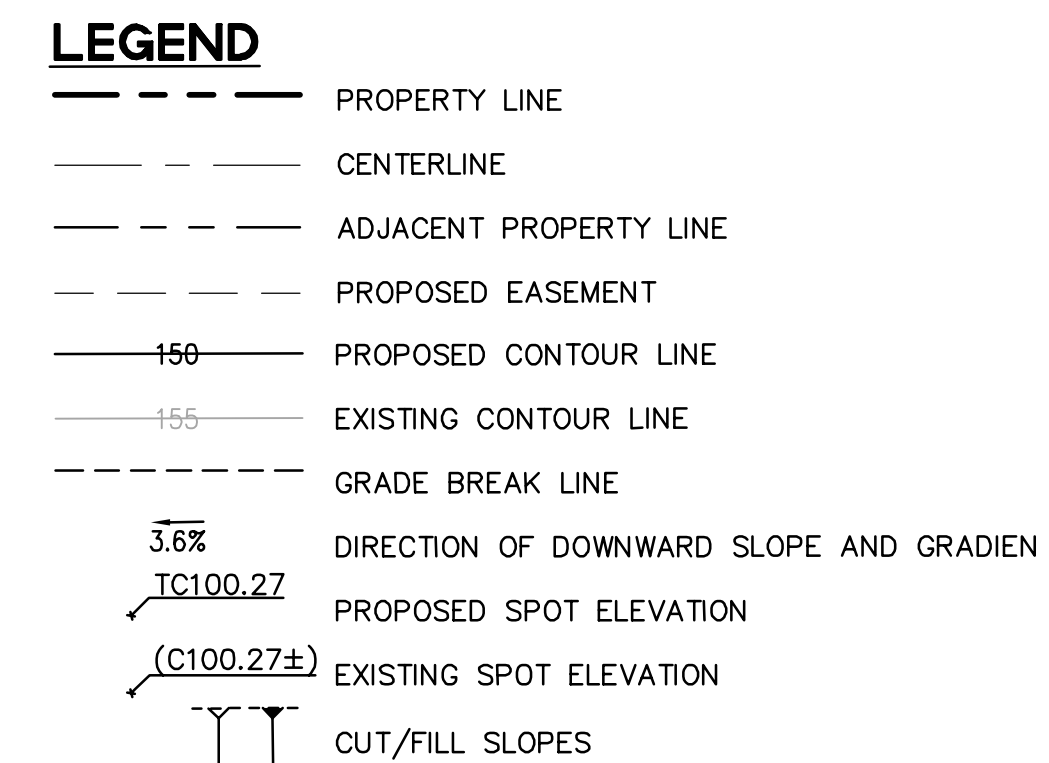 LEGEND
PROPERTY LINE
CENTERLINE
ADJACENT PROPERTY LINE
PROPOSED EASEMENT
150 PROPOSED CONTOUR LINE
155 EXISTING CONTOUR LINE
GRADE BREAK LINE
3.6% DIRECTION OF DOWNWARD SLOPE AND GRADIEN
TC100.27 PROPOSED SPOT ELEVATION
(C100.27±) EXISTING SPOT ELEVATION
CUT/FILL SLOPES